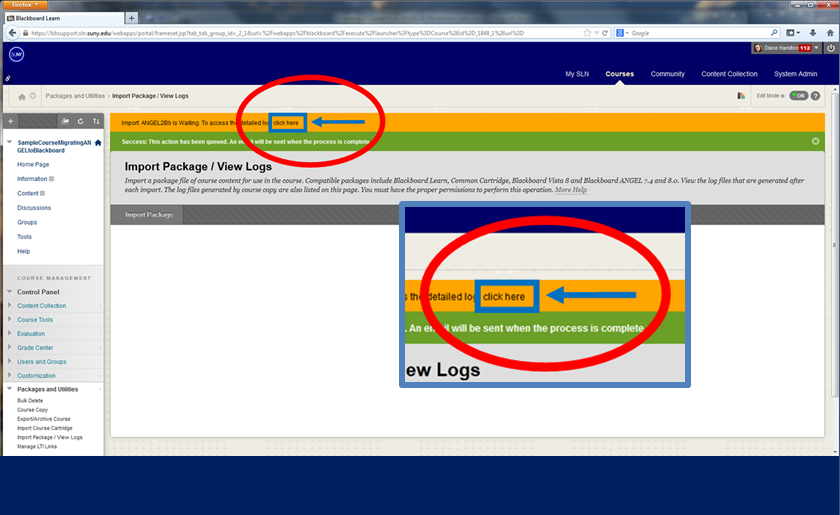 Firefox
Blackboard Learn
https://bbsupport.sln.suny.edu/webapps/portal/frameset.jsp?tab_tab_group_id=_2_1&url=%2Fwebapps%2Fblackboard%2Fexecute%2Flauncher%2Ftype%3DCourse%26id%3D_1848_1%26url%3D
Google
SLN
Diane Hamilton 112
My SLN Courses Community Content Collection System Admin
Packages and Utilities > Import Package / View Logs
Edit Mode is: ON ?
Import: ANGEL2Bb is Waiting. To access the detailed log click here
Success: This action has been queued. An email will be sent when the process is complete.
SampleCourseMigratingAN
GELtoBlackboard
Home Page
Information
Content
Discussions
Groups
Tools
Help
COURSE MANAGEMENT
Control Panel
Content Collection
Course Tools
Evaluation
Grade Center
Users and Groups
Customization
Packages and Utilities
Bulk Delete
Course Copy
Export/Archive Course
Import Course Cartridge
Import Package / View Logs
Manage LTI Links
Import Package / View Logs
Import a package file of course content for use in the course. Compatible packages include Blackboard Learn, Common Cartridge, Blackboard Vista 8 and Blackboard ANGEL 7.4 and 8.0. View the log files that are generated after
each import. The log files generated by course copy are also listed on this page. You must have the proper permissions to perform this operation. More Help
Import Package
s the detailed log click here
. An email will be sent when the process is complete.
ew Logs